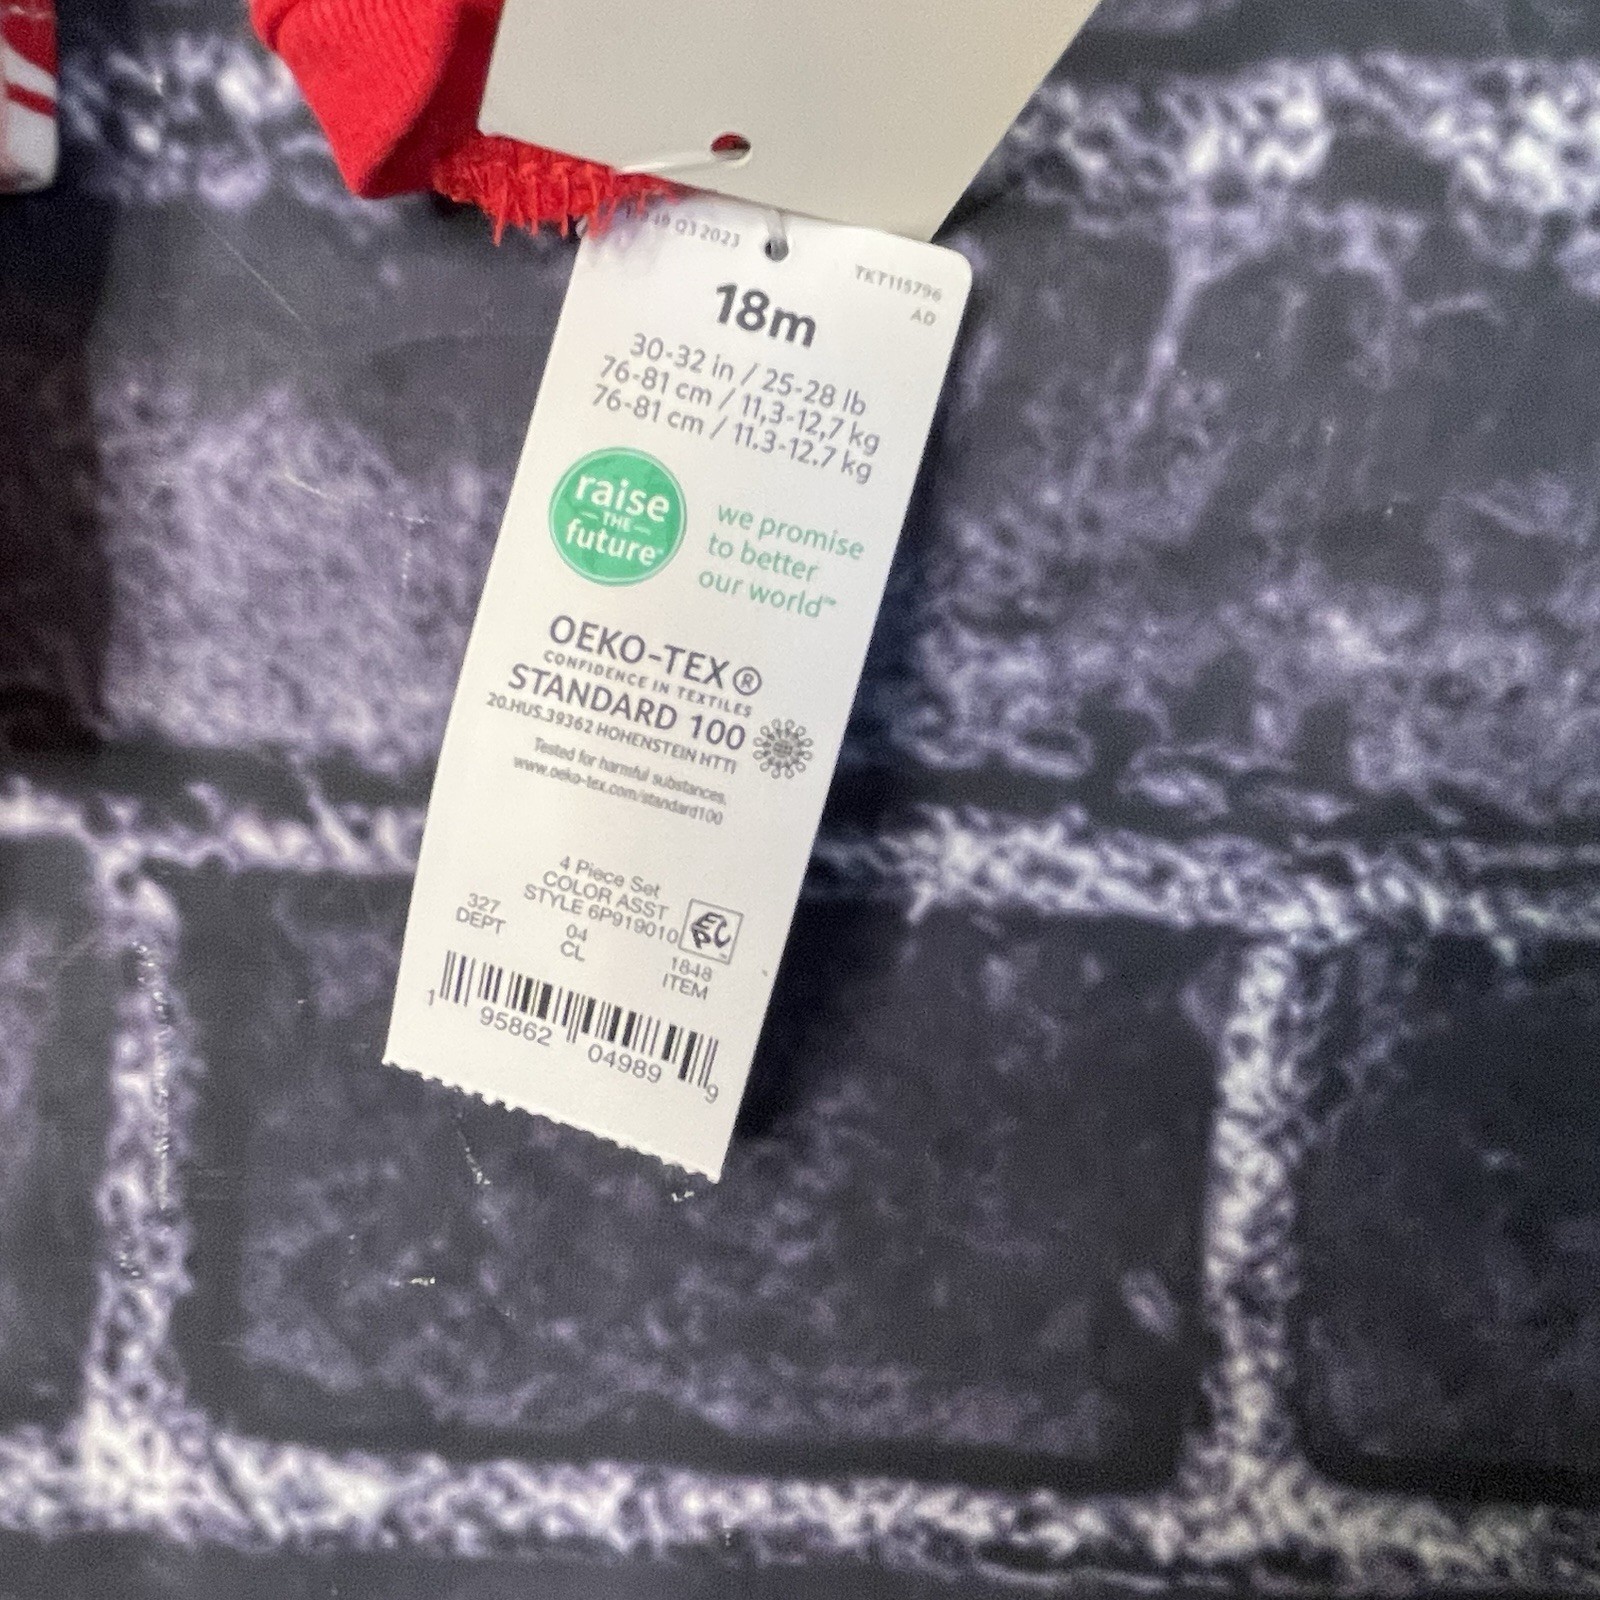 Q3 2023
TKT115796
AD
18m
30-32 in / 25-28 lb
76-81 cm / 11,3-12,7 kg
76-81 cm / 11.3-12.7 kg
raise
THE
future
we promise
to better
our world™
OEKO-TEX®
CONFIDENCE IN TEXTILES
STANDARD 100
20.HUS.39362 HOHENSTEIN HTTI
Tested for harmful substances.
www.oeko-tex.com/standard100
4 Piece Set
COLOR ASST
STYLE 6P919010
327
DEPT
04
CL
1848
ITEM
EPC
1 95862 04989 9